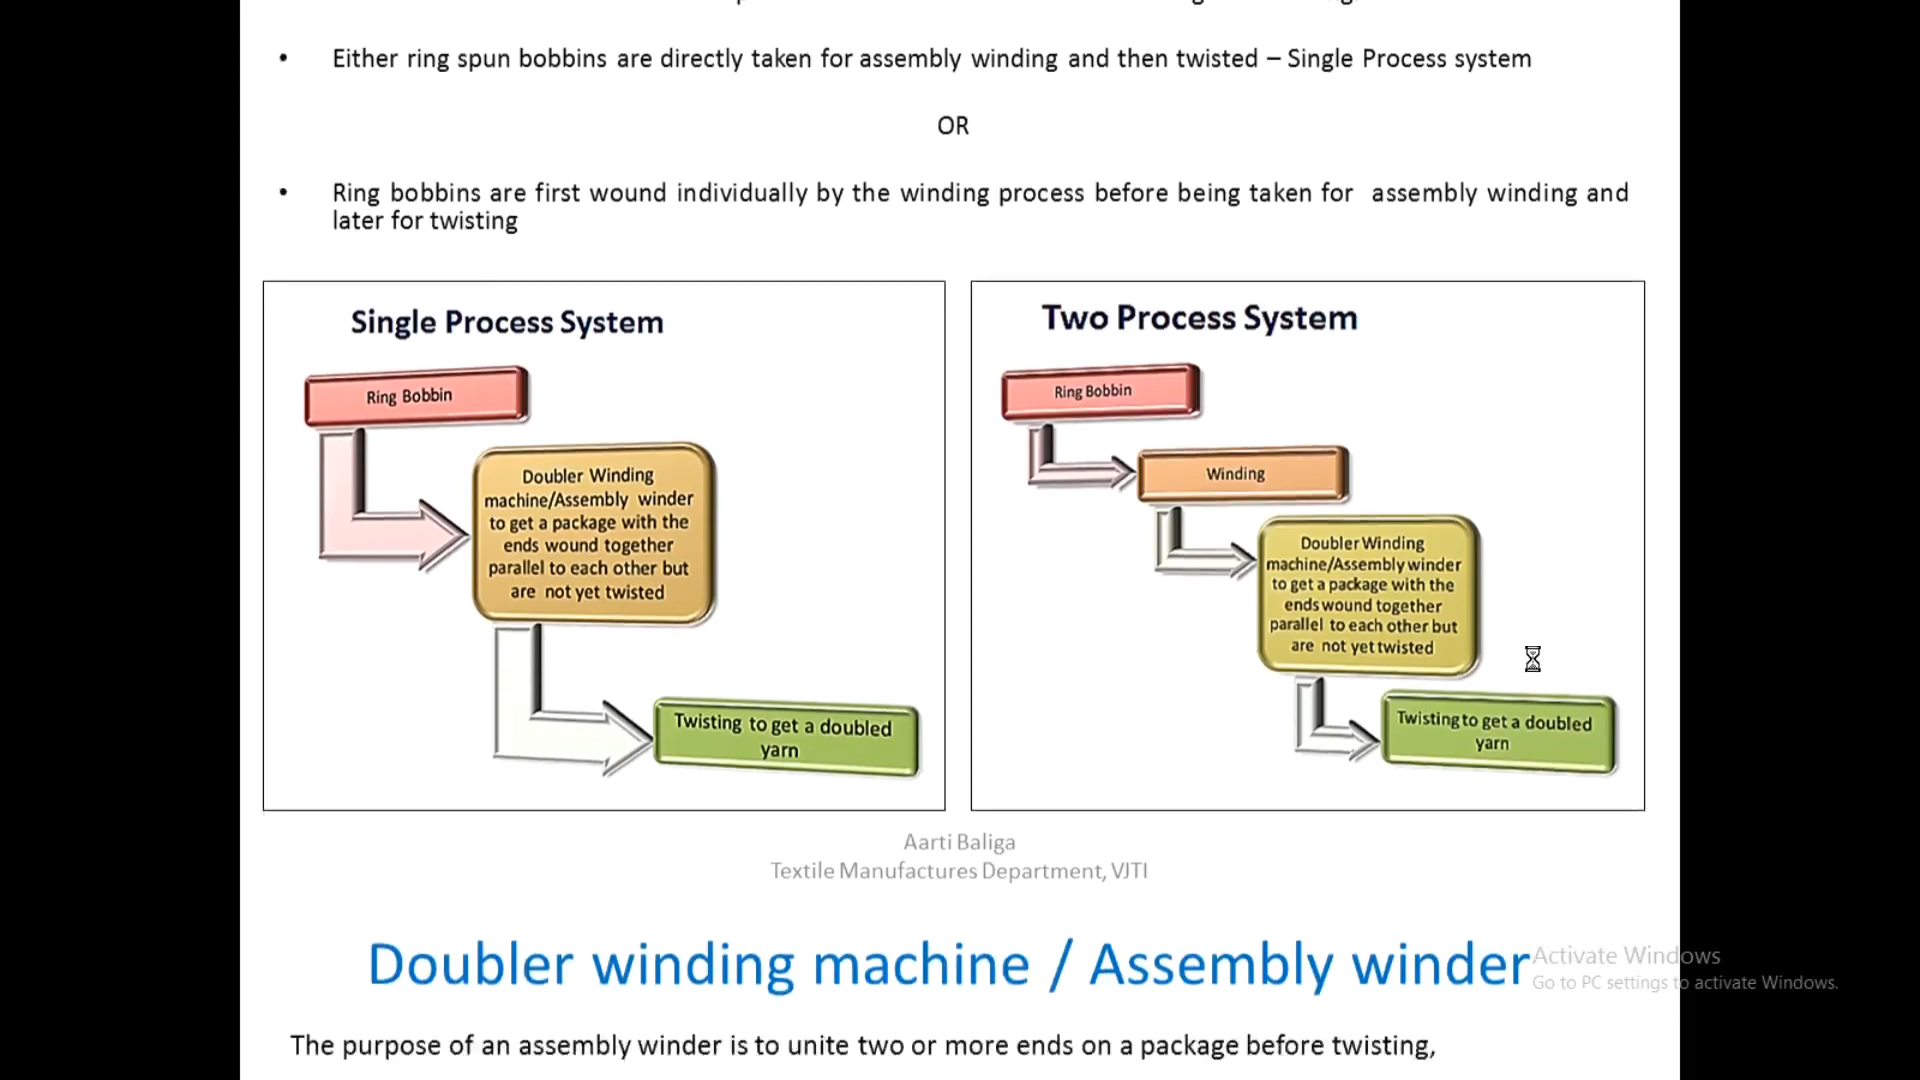 • Either ring spun bobbins are directly taken for assembly winding and then twisted – Single Process system
OR
• Ring bobbins are first wound individually by the winding process before being taken for assembly winding and
later for twisting
Single Process System
Ring Bobbin
Doubler Winding
machine/Assembly winder
to get a package with the
ends wound together
parallel to each other but
are not yet twisted
Twisting to get a doubled
yarn
Two Process System
Ring Bobbin
Winding
Doubler Winding
machine/Assembly winder
to get a package with the
ends wound together
parallel to each other but
are not yet twisted
Twisting to get a doubled
yarn
Aarti Baliga
Textile Manufactures Department, VJTI
Doubler winding machine / Assembly winder
Activate Windows
Go to PC settings to activate Windows.
The purpose of an assembly winder is to unite two or more ends on a package before twisting,